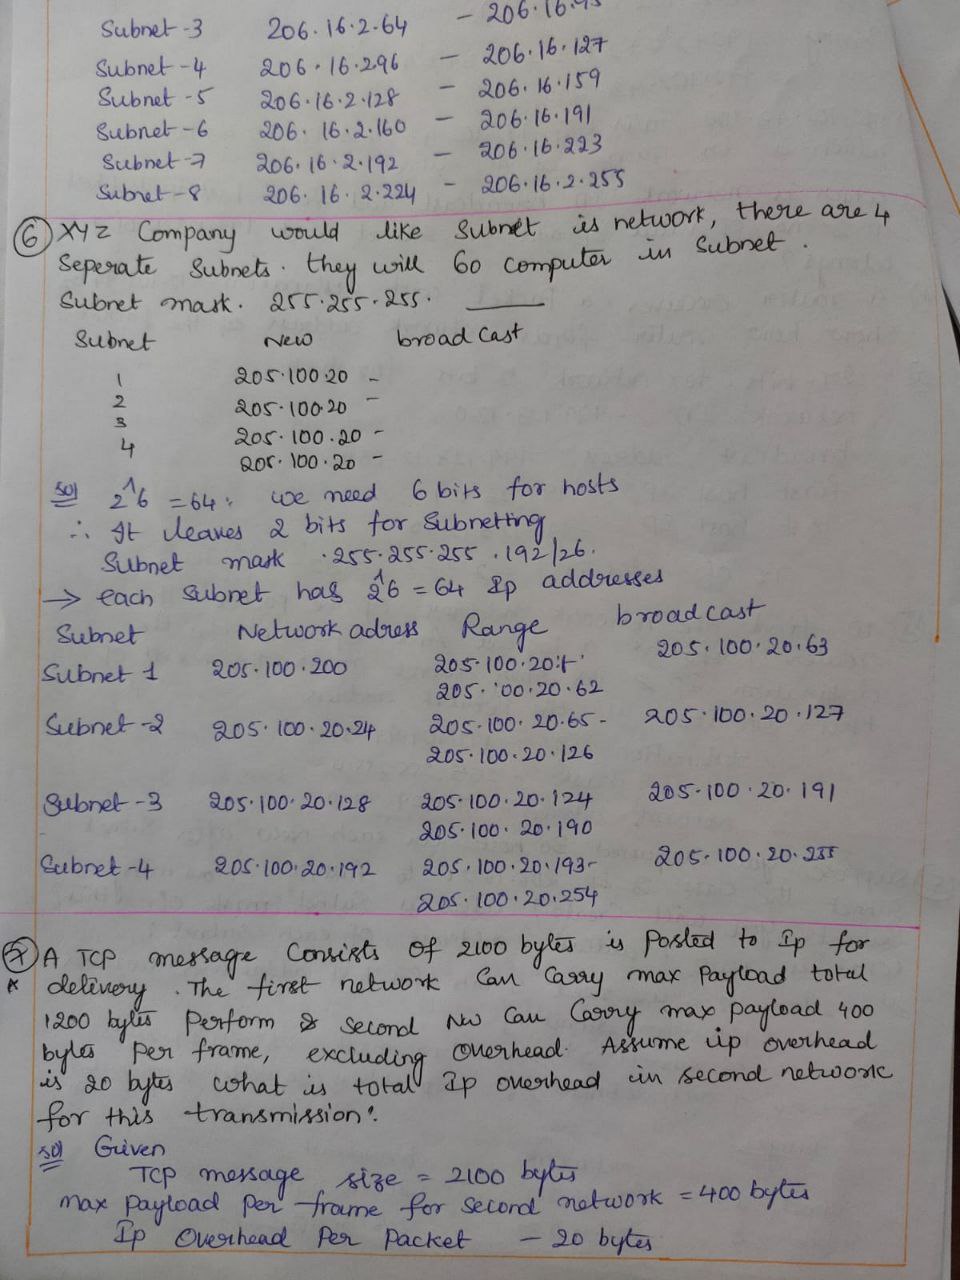 Subnet-3 206.16.2.64 - 206.16.95
Subnet-4 206.16.296 - 206.16.127
Subnet-5 206.16.2.128 - 206.16.159
Subnet-6 206.16.2.160 - 206.16.191
Subnet-7 206.16.2.192 - 206.16.223
Subnet-8 206.16.2.224 - 206.16.2.255
6 XYZ Company would like Subnet is network, there are 4
Seperate Subnets. they will 60 computer in Subnet.
Subnet mask. 255.255.255. ____
Subnet New broad cast
1 205.100.20 -
2 205.100.20 -
3 205.100.20 -
4 205.100.20 -
sol 2^6 = 64, we need 6 bits for hosts
∴ It leaves 2 bits for Subnetting
Subnet mask .255.255.255.192/26.
→ each Subnet has 2^6 = 64 Ip addresses
Subnet Network adress Range broad cast
Subnet 1 205.100.200 205.100.20.1- 205.100.20.63
205.100.20.62
Subnet-2 205.100.20.24 205.100.20.65- 205.100.20.127
205.100.20.126
Subnet-3 205.100.20.128 205.100.20.124 205.100.20.191
205.100.20.190
Subnet-4 205.100.20.192 205.100.20.193- 205.100.20.255
205.100.20.254
7 A TCP message Consists of 2100 bytes is Posted to Ip for
* delivery. The first network Can Carry max Payload total
1200 bytes Perform & second Nw Can Carry max payload 400
bytes Per frame, excluding Overhead. Assume ip overhead
is 20 bytes what is total Ip overhead in second network
for this transmission?
sol Given
TCP message size = 2100 bytes
max Payload Per frame for Second network = 400 bytes
Ip Overhead Per Packet - 20 bytes